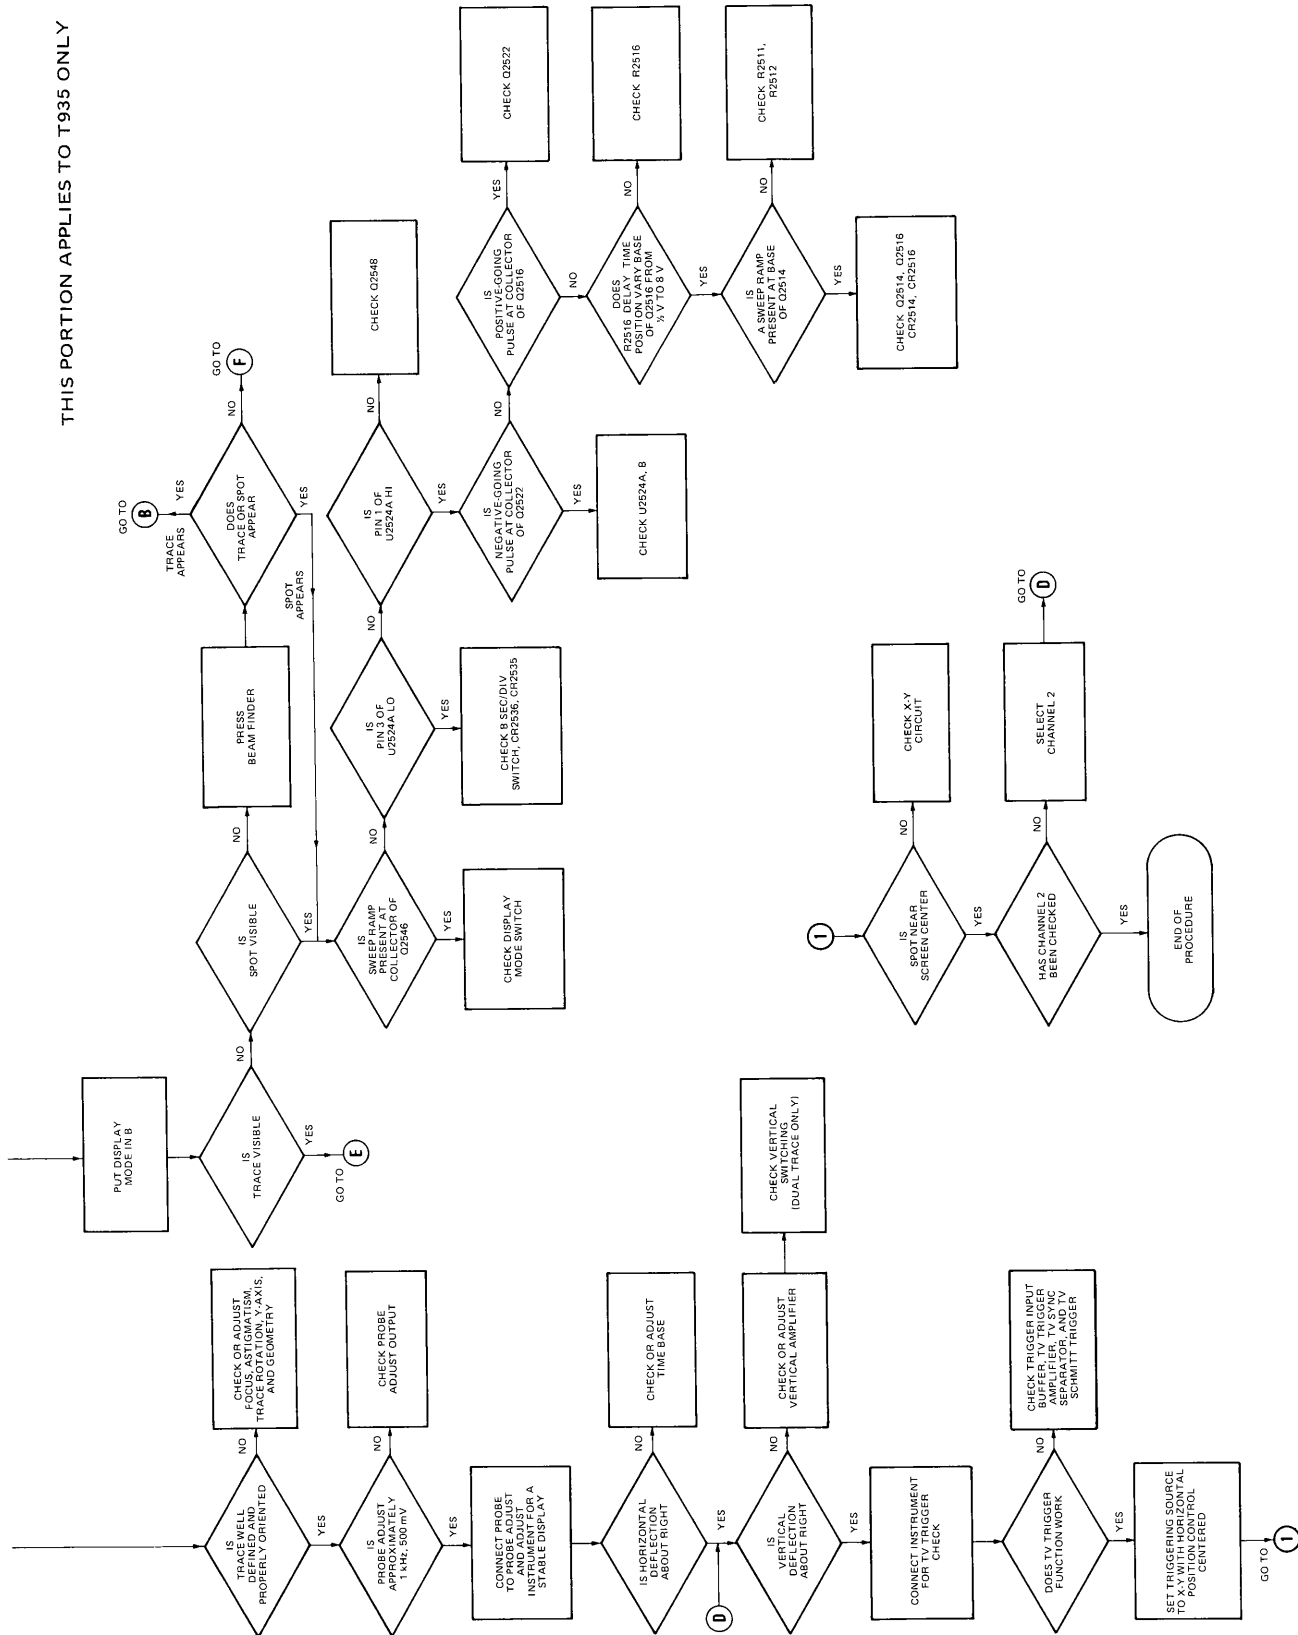 THIS PORTION APPLIES TO T935 ONLY
PUT DISPLAY
MODE IN B
IS
TRACE VISIBLE
YES
GO TO
E
NO
IS
SPOT VISIBLE
NO
PRESS
BEAM FINDER
DOES
TRACE OR SPOT
APPEAR
YES
TRACE
APPEARS
GO TO
B
NO
GO TO
F
YES
SPOT
APPEARS
YES
IS
SWEEP RAMP
PRESENT AT
COLLECTOR OF
Q2546
YES
CHECK DISPLAY
MODE SWITCH
NO
IS
PIN 3 OF
U2524A LO
YES
CHECK B SEC/DIV
SWITCH, CR2536, CR2535
NO
IS
PIN 1 OF
U2524A HI
NO
CHECK Q2548
YES
IS
NEGATIVE-GOING
PULSE AT COLLECTOR
OF Q2522
YES
CHECK U2524A, B
NO
IS
POSITIVE-GOING
PULSE AT COLLECTOR
OF Q2516
YES
CHECK Q2522
NO
DOES
R2516 DELAY TIME
POSITION VARY BASE
OF Q2516 FROM
½ V TO 8 V
NO
CHECK R2516
YES
IS
A SWEEP RAMP
PRESENT AT BASE
OF Q2514
NO
CHECK R2511,
R2512
YES
CHECK Q2514, Q2516
CR2514, CR2516
IS
TRACE WELL
DEFINED AND
PROPERLY ORIENTED
NO
CHECK OR ADJUST
FOCUS, ASTIGMATISM,
TRACE ROTATION, Y-AXIS,
AND GEOMETRY
YES
IS
PROBE ADJUST
APPROXIMATELY
1 kHz, 500 mV
NO
CHECK PROBE
ADJUST OUTPUT
YES
CONNECT PROBE
TO PROBE ADJUST
AND ADJUST
INSTRUMENT FOR A
STABLE DISPLAY
IS HORIZONTAL
DEFLECTION
ABOUT RIGHT
NO
CHECK OR ADJUST
TIME BASE
YES
D
IS
VERTICAL
DEFLECTION
ABOUT RIGHT
NO
CHECK OR ADJUST
VERTICAL AMPLIFIER
CHECK VERTICAL
SWITCHING
(DUAL TRACE ONLY)
YES
CONNECT INSTRUMENT
FOR TV TRIGGER
CHECK
DOES TV TRIGGER
FUNCTION WORK
NO
CHECK TRIGGER INPUT
BUFFER, TV TRIGGER
AMPLIFIER, TV SYNC
SEPARATOR, AND TV
SCHMITT TRIGGER
YES
SET TRIGGERING SOURCE
TO X-Y WITH HORIZONTAL
POSITION CONTROL
CENTERED
GO TO
1
1
IS
SPOT NEAR
SCREEN CENTER
NO
CHECK X-Y
CIRCUIT
YES
HAS CHANNEL 2
BEEN CHECKED
NO
SELECT
CHANNEL 2
GO TO
D
YES
END OF
PROCEDURE